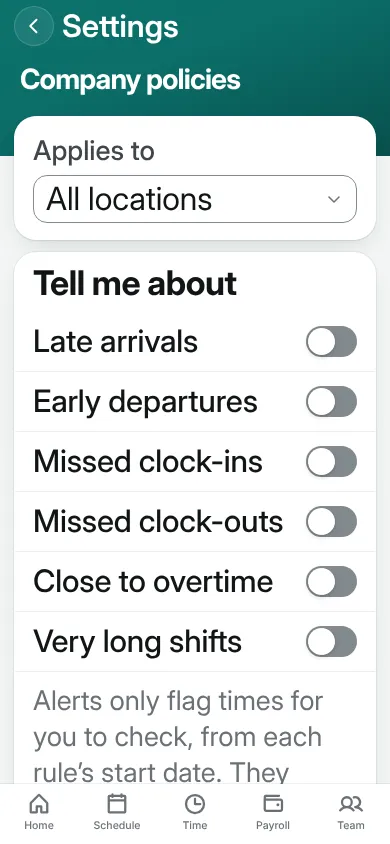 Settings
Company policies
Applies to
All locations
Tell me about
Late arrivals
Early departures
Missed clock-ins
Missed clock-outs
Close to overtime
Very long shifts
Alerts only flag times for
you to check, from each
rule’s start date. They
Home
Schedule
Time
Payroll
Team